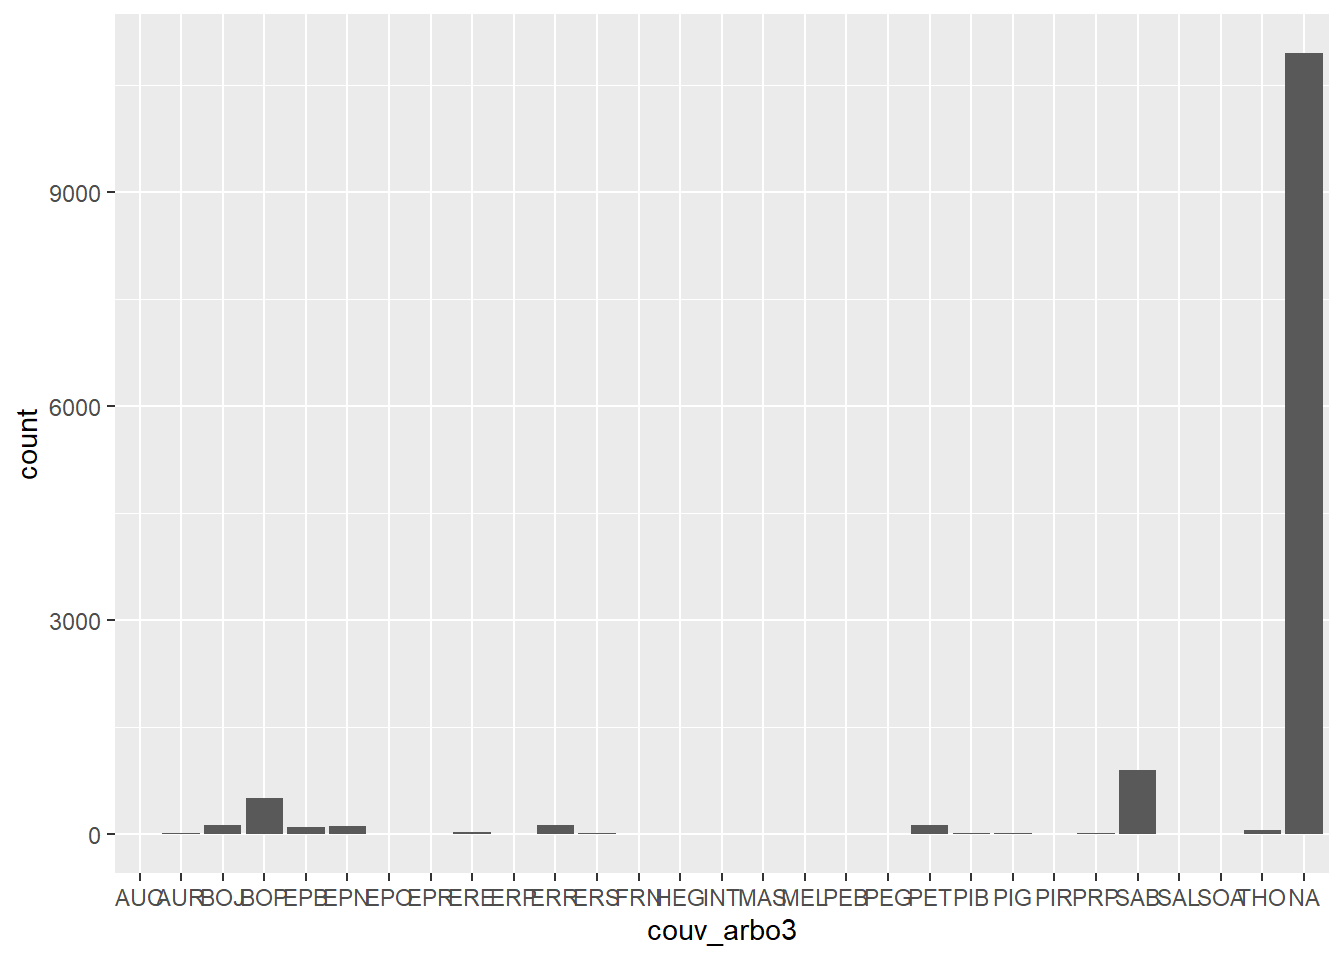 count
9000
6000
3000
0
AUC AUR BOJ BOP EPB EPN EPO EPR ERE ERP ERR ERS FRN HEG INT MAS MEL PEB PEG PET PIB PIG PIR PRP SAB SAL SOA THO NA
couv_arbo3